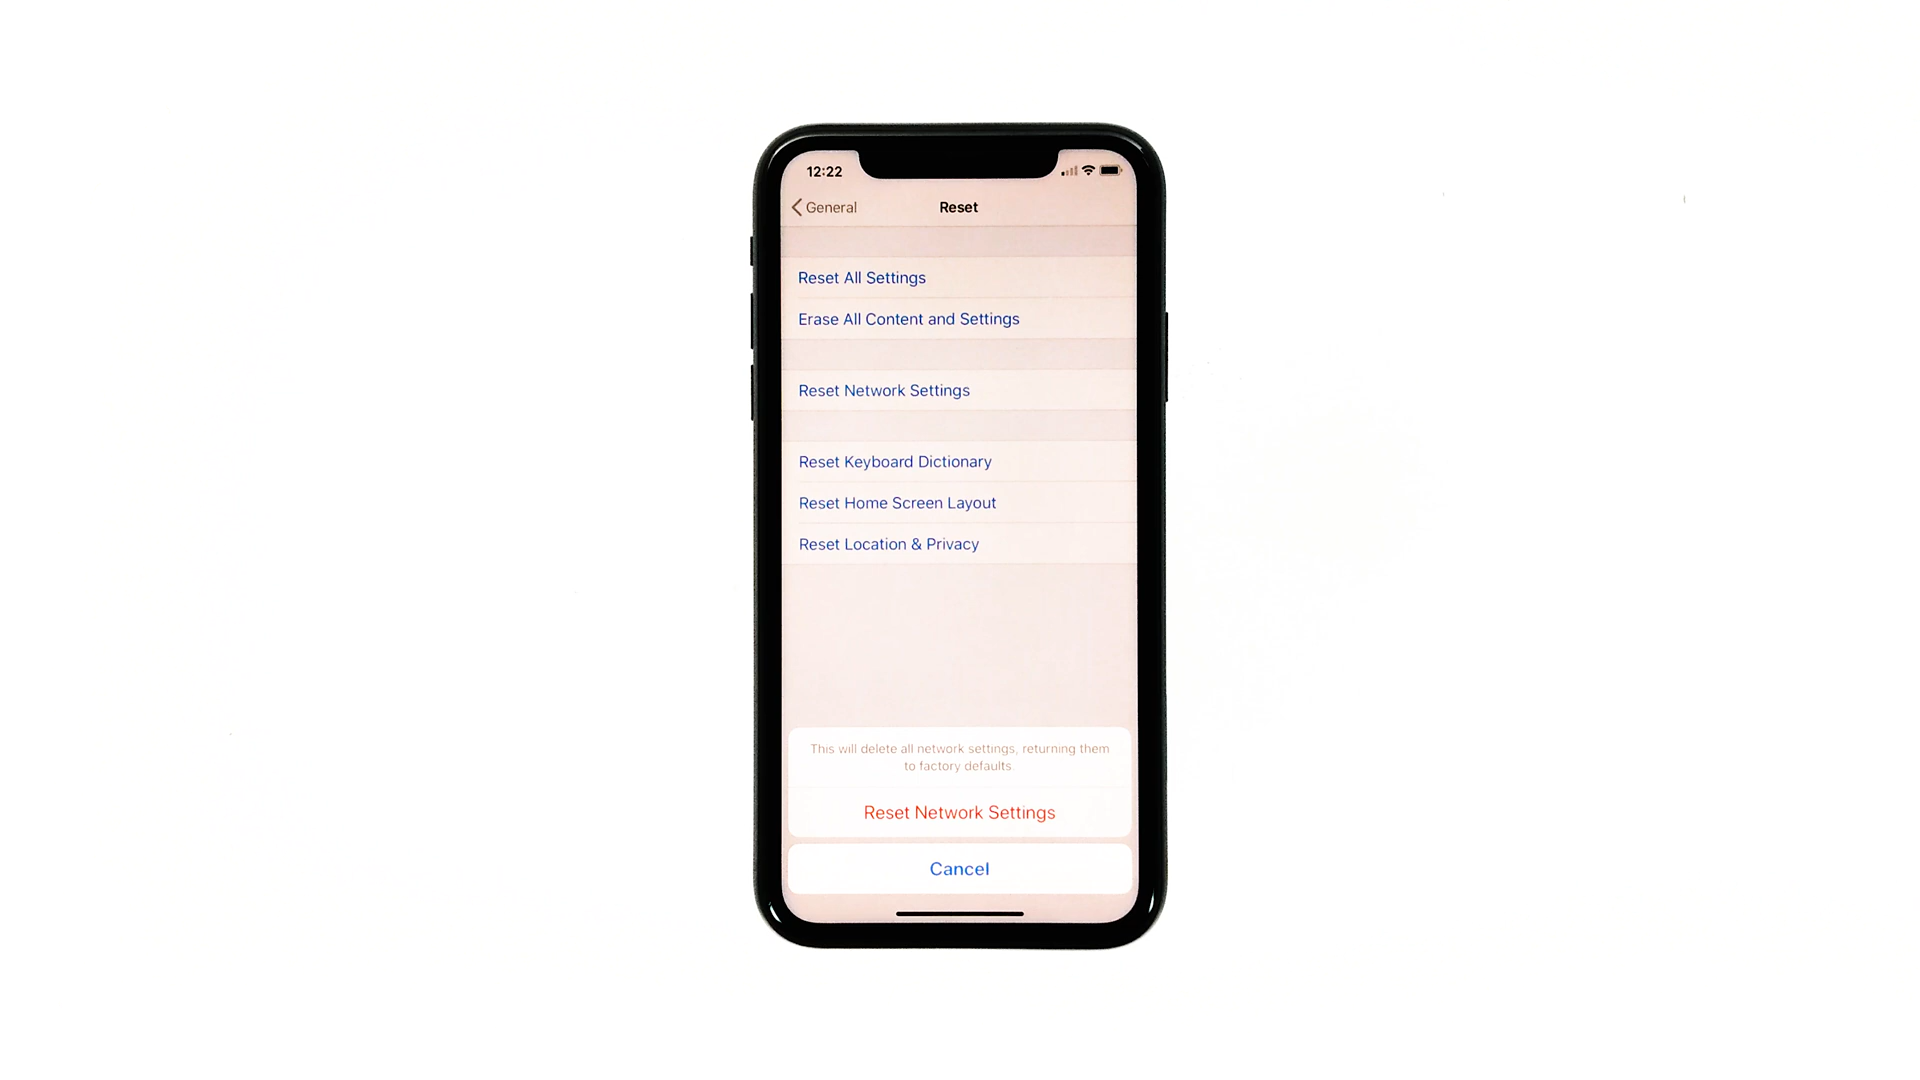 12:22
General
Reset
Reset All Settings
Erase All Content and Settings
Reset Network Settings
Reset Keyboard Dictionary
Reset Home Screen Layout
Reset Location & Privacy
This will delete all network settings, returning them
to factory defaults.
Reset Network Settings
Cancel